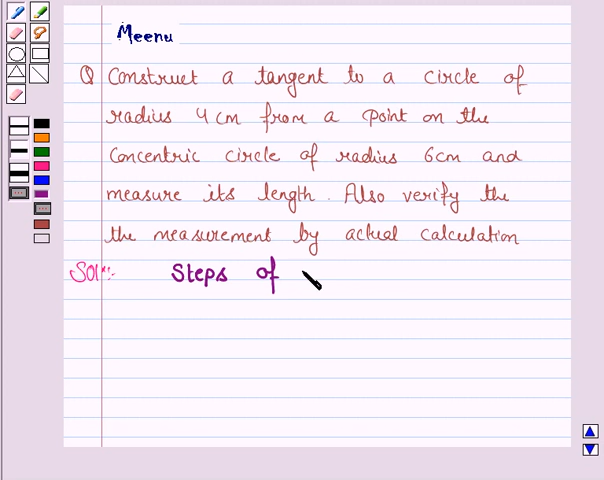 Meenu
Q Construct a tangent to a circle of
radius 4 cm from a point on the
concentric circle of radius 6cm and
measure its length. Also verify the
the measurement by actual calculation
Solⁿ:- Steps of